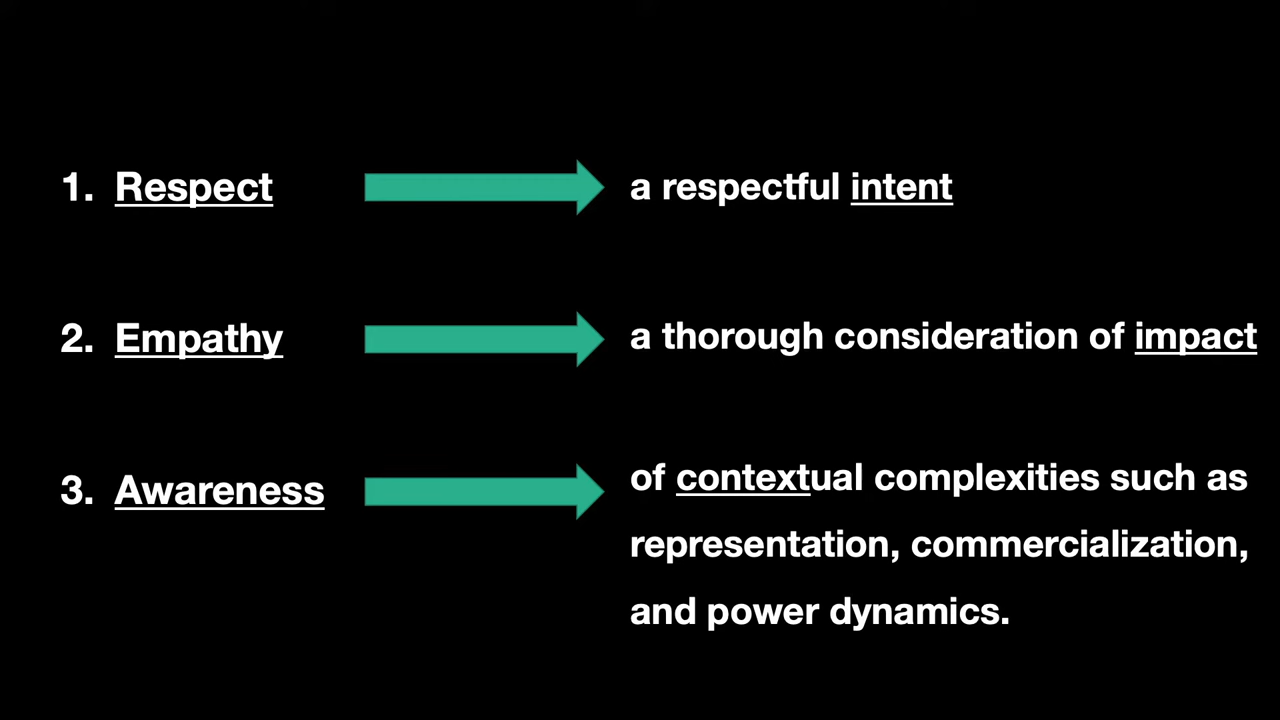 1. Respect a respectful intent
2. Empathy a thorough consideration of impact
3. Awareness of contextual complexities such as
representation, commercialization,
and power dynamics.